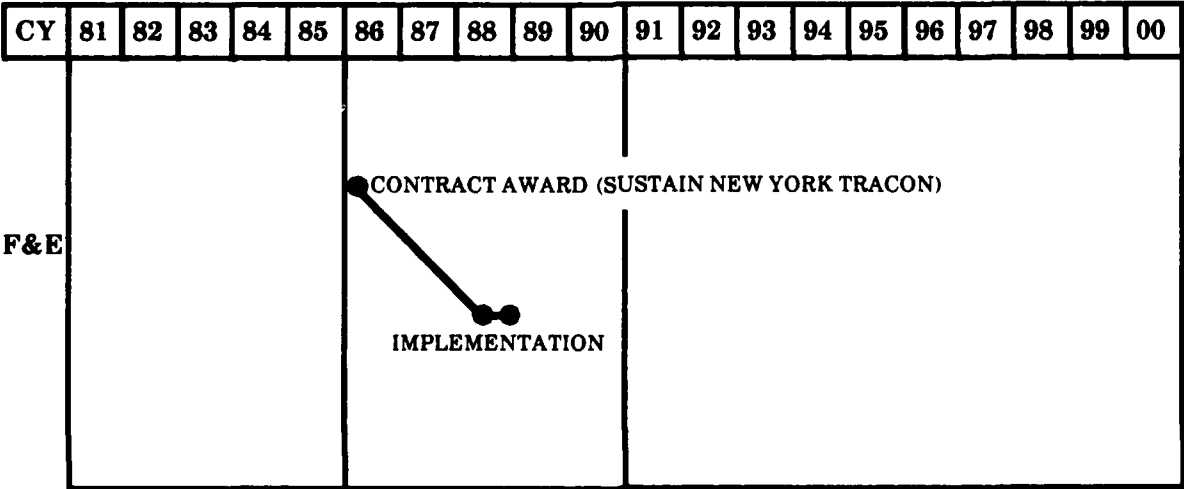 CY 81 82 83 84 85 86 87 88 89 90 91 92 93 94 95 96 97 98 99 00
CONTRACT AWARD (SUSTAIN NEW YORK TRACON)
F&E
IMPLEMENTATION